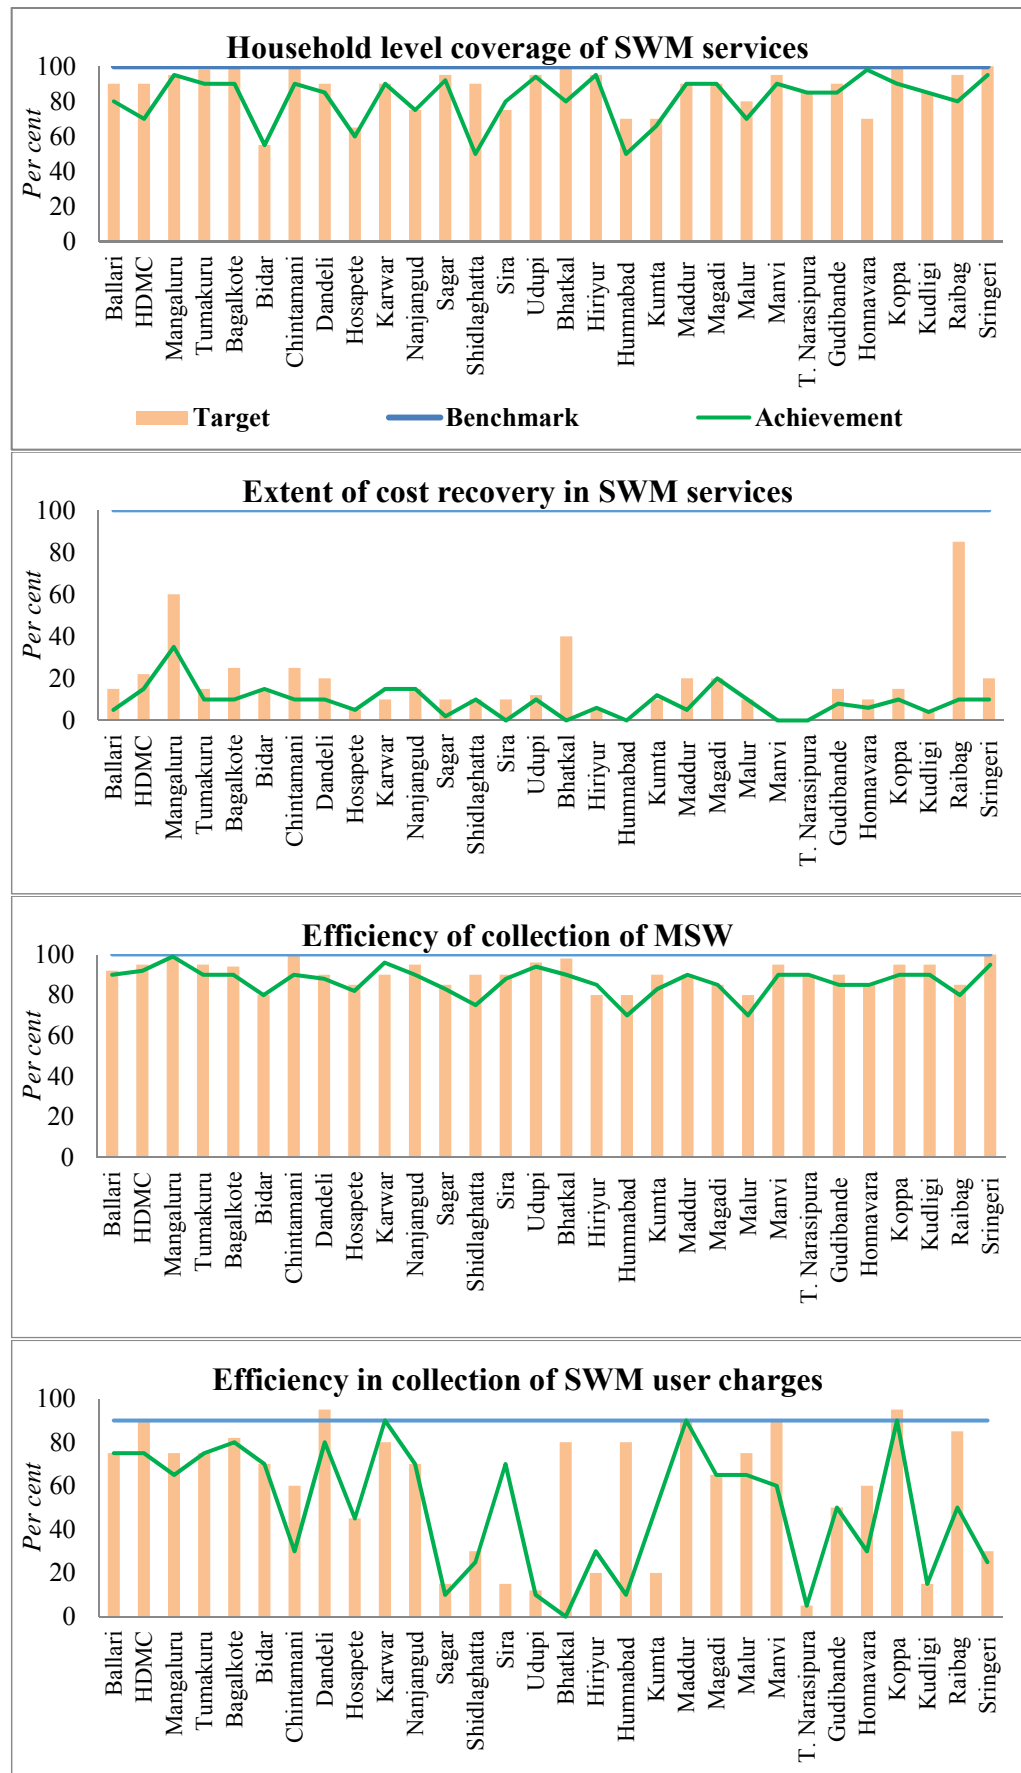 Household level coverage of SWM services
Per cent
100
80
60
40
20
0
Ballari
HDMC
Mangaluru
Tumakuru
Bagalkote
Bidar
Chintamani
Dandeli
Hosapete
Karwar
Nanjangud
Sagar
Shidlaghatta
Sira
Udupi
Bhatkal
Hiriyur
Humnabad
Kumta
Maddur
Magadi
Malur
Manvi
T. Narasipura
Gudibande
Honnavara
Koppa
Kudligi
Raibag
Sringeri
Target Benchmark Achievement
Extent of cost recovery in SWM services
Per cent
100
80
60
40
20
0
Ballari
HDMC
Mangaluru
Tumakuru
Bagalkote
Bidar
Chintamani
Dandeli
Hosapete
Karwar
Nanjangud
Sagar
Shidlaghatta
Sira
Udupi
Bhatkal
Hiriyur
Humnabad
Kumta
Maddur
Magadi
Malur
Manvi
T. Narasipura
Gudibande
Honnavara
Koppa
Kudligi
Raibag
Sringeri
Efficiency of collection of MSW
Per cent
100
80
60
40
20
0
Ballari
HDMC
Mangaluru
Tumakuru
Bagalkote
Bidar
Chintamani
Dandeli
Hosapete
Karwar
Nanjangud
Sagar
Shidlaghatta
Sira
Udupi
Bhatkal
Hiriyur
Humnabad
Kumta
Maddur
Magadi
Malur
Manvi
T. Narasipura
Gudibande
Honnavara
Koppa
Kudligi
Raibag
Sringeri
Efficiency in collection of SWM user charges
Per cent
100
80
60
40
20
0
Ballari
HDMC
Mangaluru
Tumakuru
Bagalkote
Bidar
Chintamani
Dandeli
Hosapete
Karwar
Nanjangud
Sagar
Shidlaghatta
Sira
Udupi
Bhatkal
Hiriyur
Humnabad
Kumta
Maddur
Magadi
Malur
Manvi
T. Narasipura
Gudibande
Honnavara
Koppa
Kudligi
Raibag
Sringeri